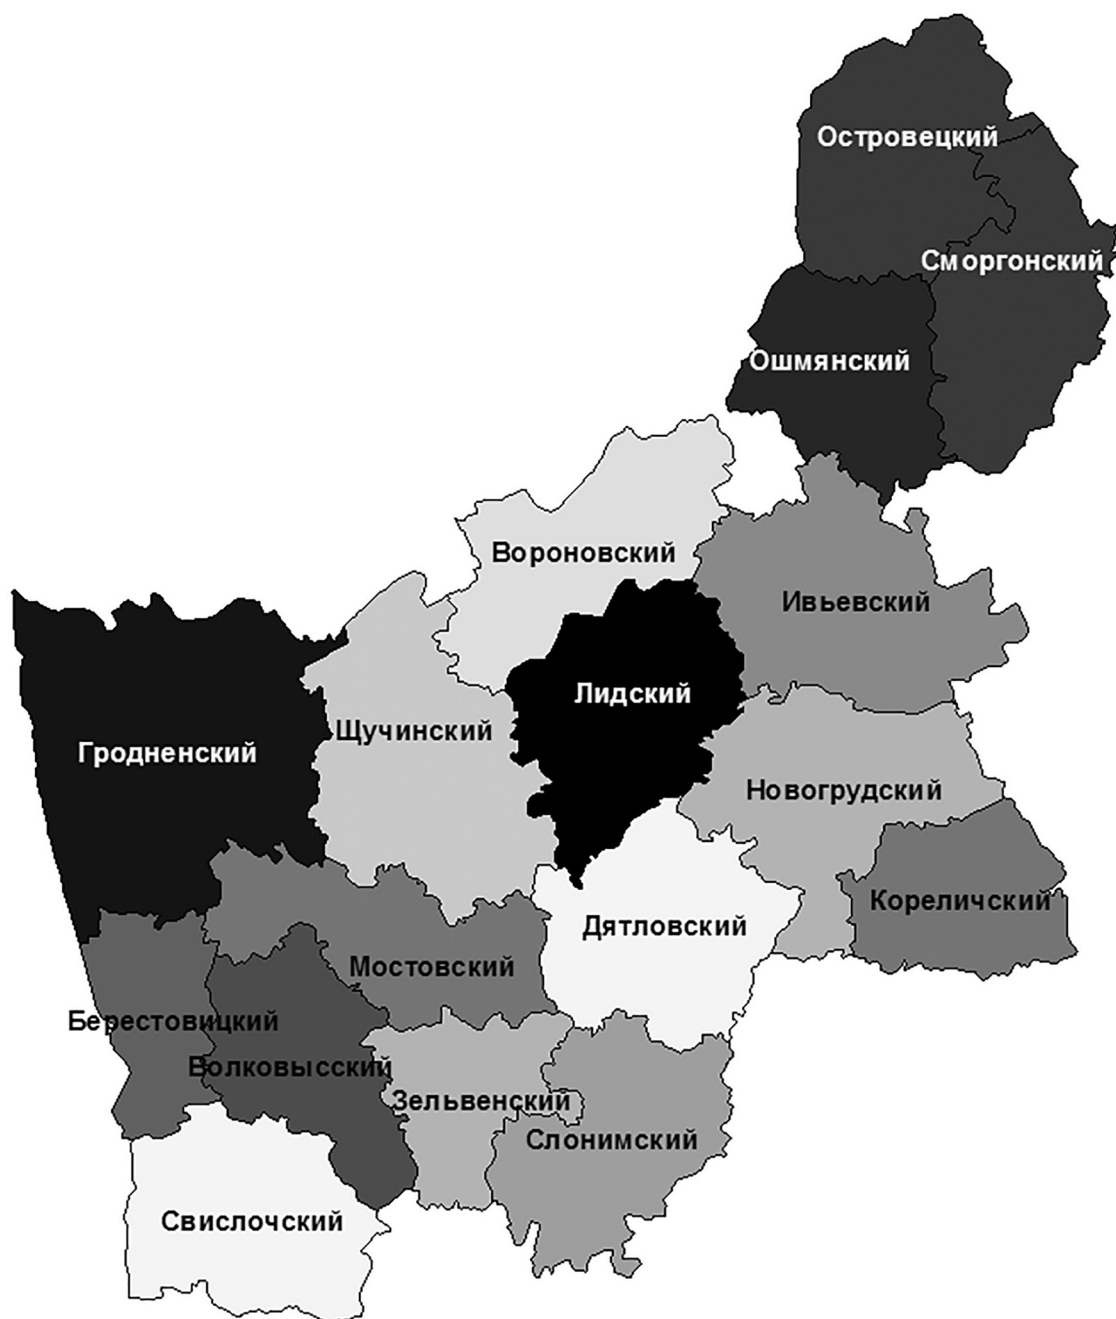 Островецкий
Сморгонский
Ошмянский
Вороновский
Ивьевский
Лидский
Щучинский
Гродненский
Новогрудский
Кореличский
Дятловский
Мостовский
Берестовицкий
Волковысский
Зельвенский
Слонимский
Свислочский